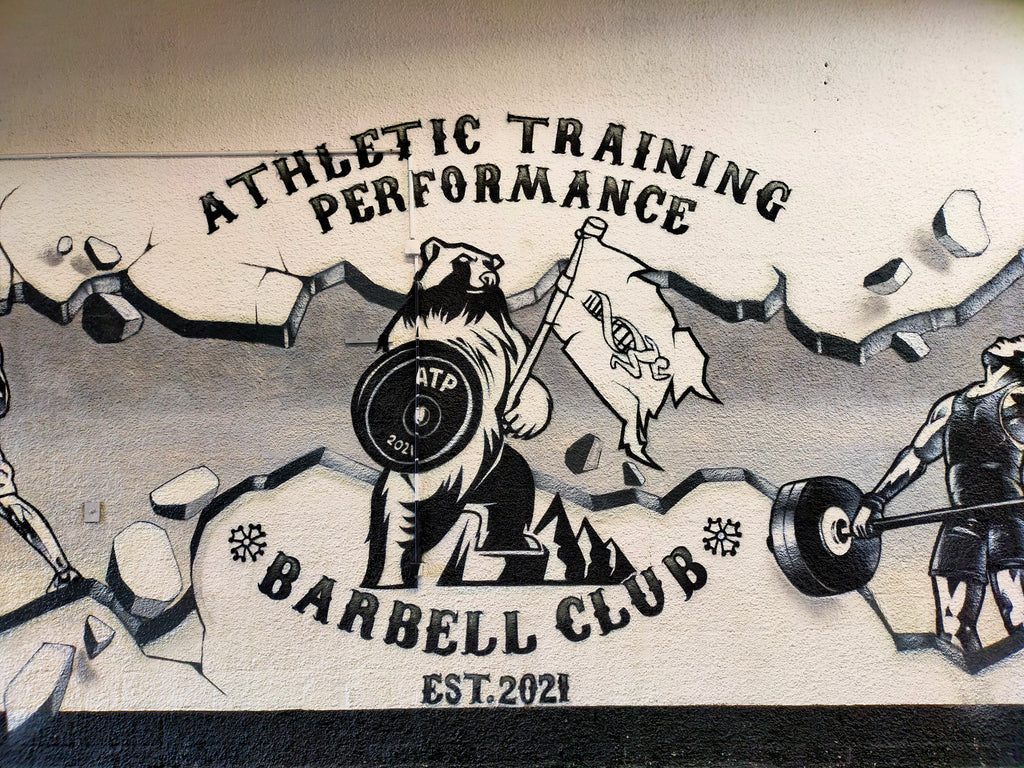 ATHLETIC TRAINING
PERFORMANCE
ATP
2021
BARBELL CLUB
EST.2021